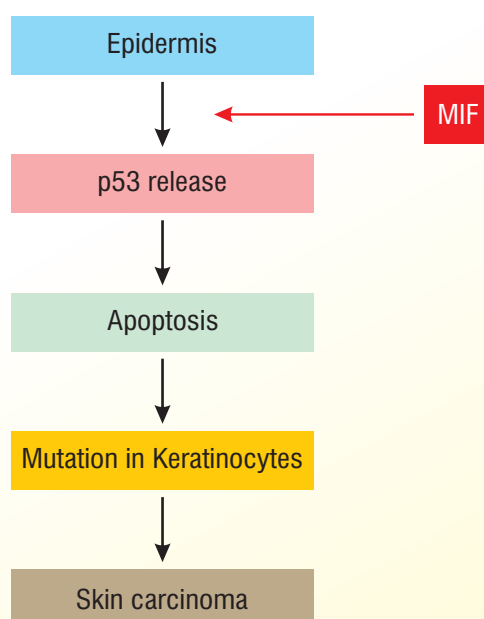 Epidermis
MIF
p53 release
Apoptosis
Mutation in Keratinocytes
Skin carcinoma